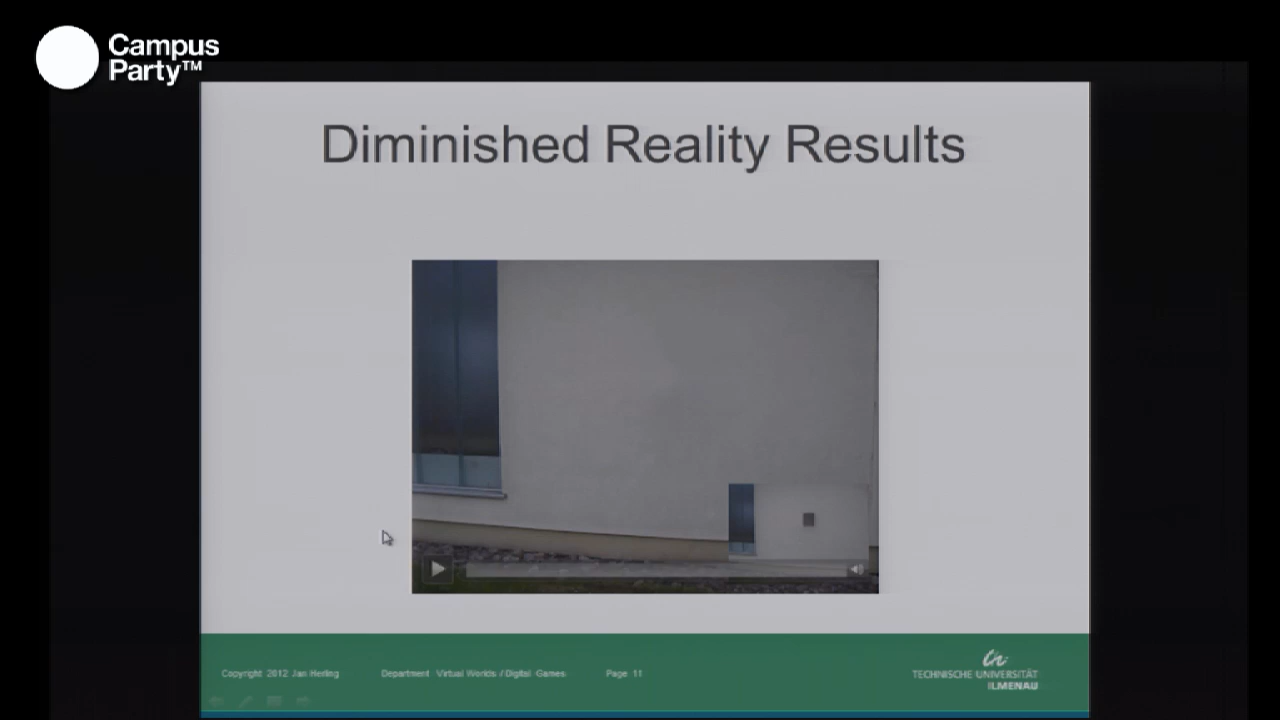 Campus
Party™
Diminished Reality Results
Copyright 2012 Jan Herling
Department Virtual Worlds / Digital Games
Page 11
TECHNISCHE UNIVERSITÄT
ILMENAU